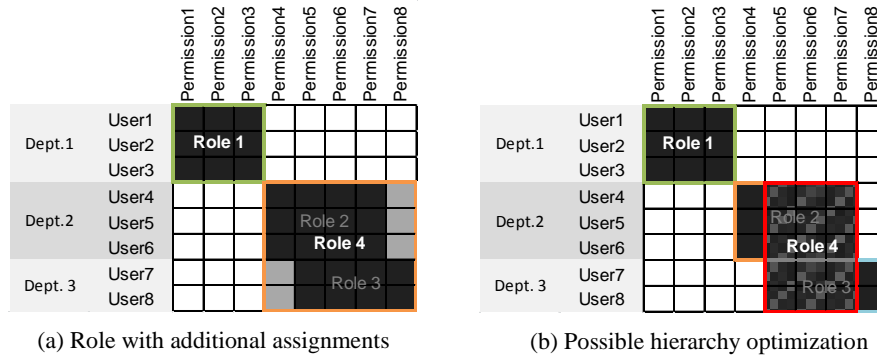 Permission1 Permission2 Permission3 Permission4 Permission5 Permission6 Permission7 Permission8
Dept.1 User1
User2 Role 1
User3
Dept.2 User4
User5 Role 2
User6 Role 4
Dept. 3 User7 Role 3
User8
(a) Role with additional assignments
Permission1 Permission2 Permission3 Permission4 Permission5 Permission6 Permission7 Permission8
Dept.1 User1
User2 Role 1
User3
Dept.2 User4
User5 Role 2
User6 Role 4
Dept. 3 User7 Role 3
User8
(b) Possible hierarchy optimization